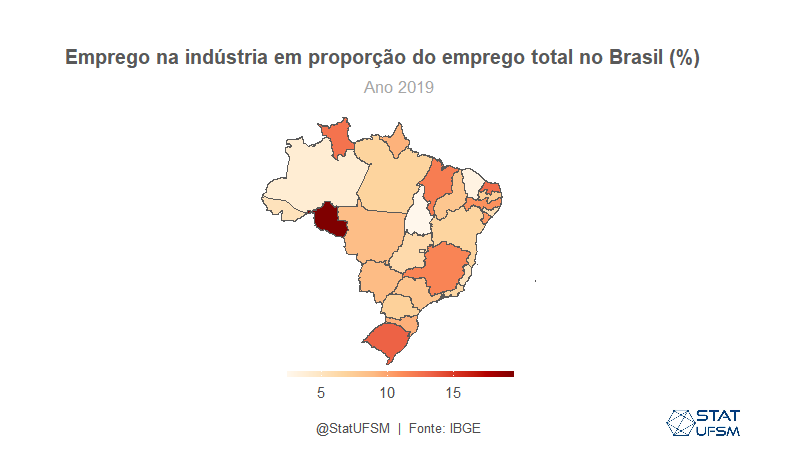 Emprego na indústria em proporção do emprego total no Brasil (%)
Ano 2019
5 10 15
@StatUFSM | Fonte: IBGE
STAT
UFSM